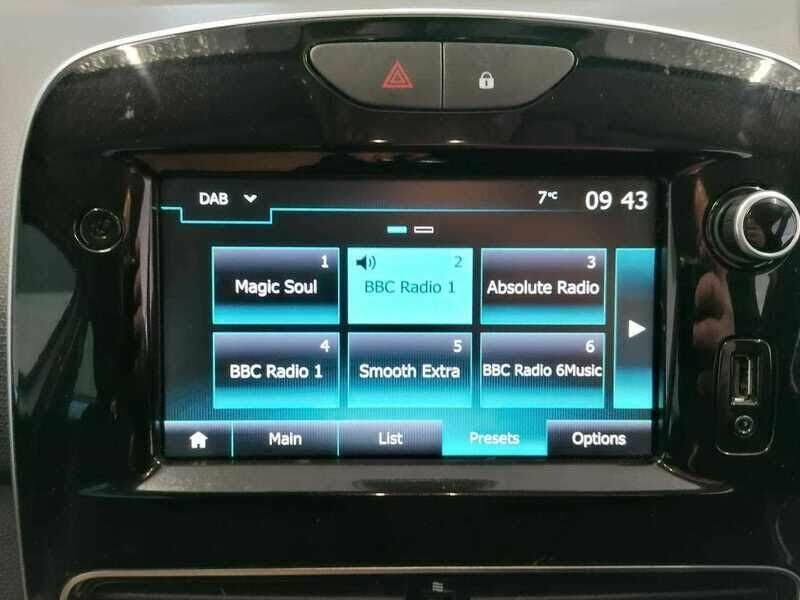 DAB 7°C 09 43
1 2 3
Magic Soul BBC Radio 1 Absolute Radio
4 5 6
BBC Radio 1 Smooth Extra BBC Radio 6Music
Main List Presets Options